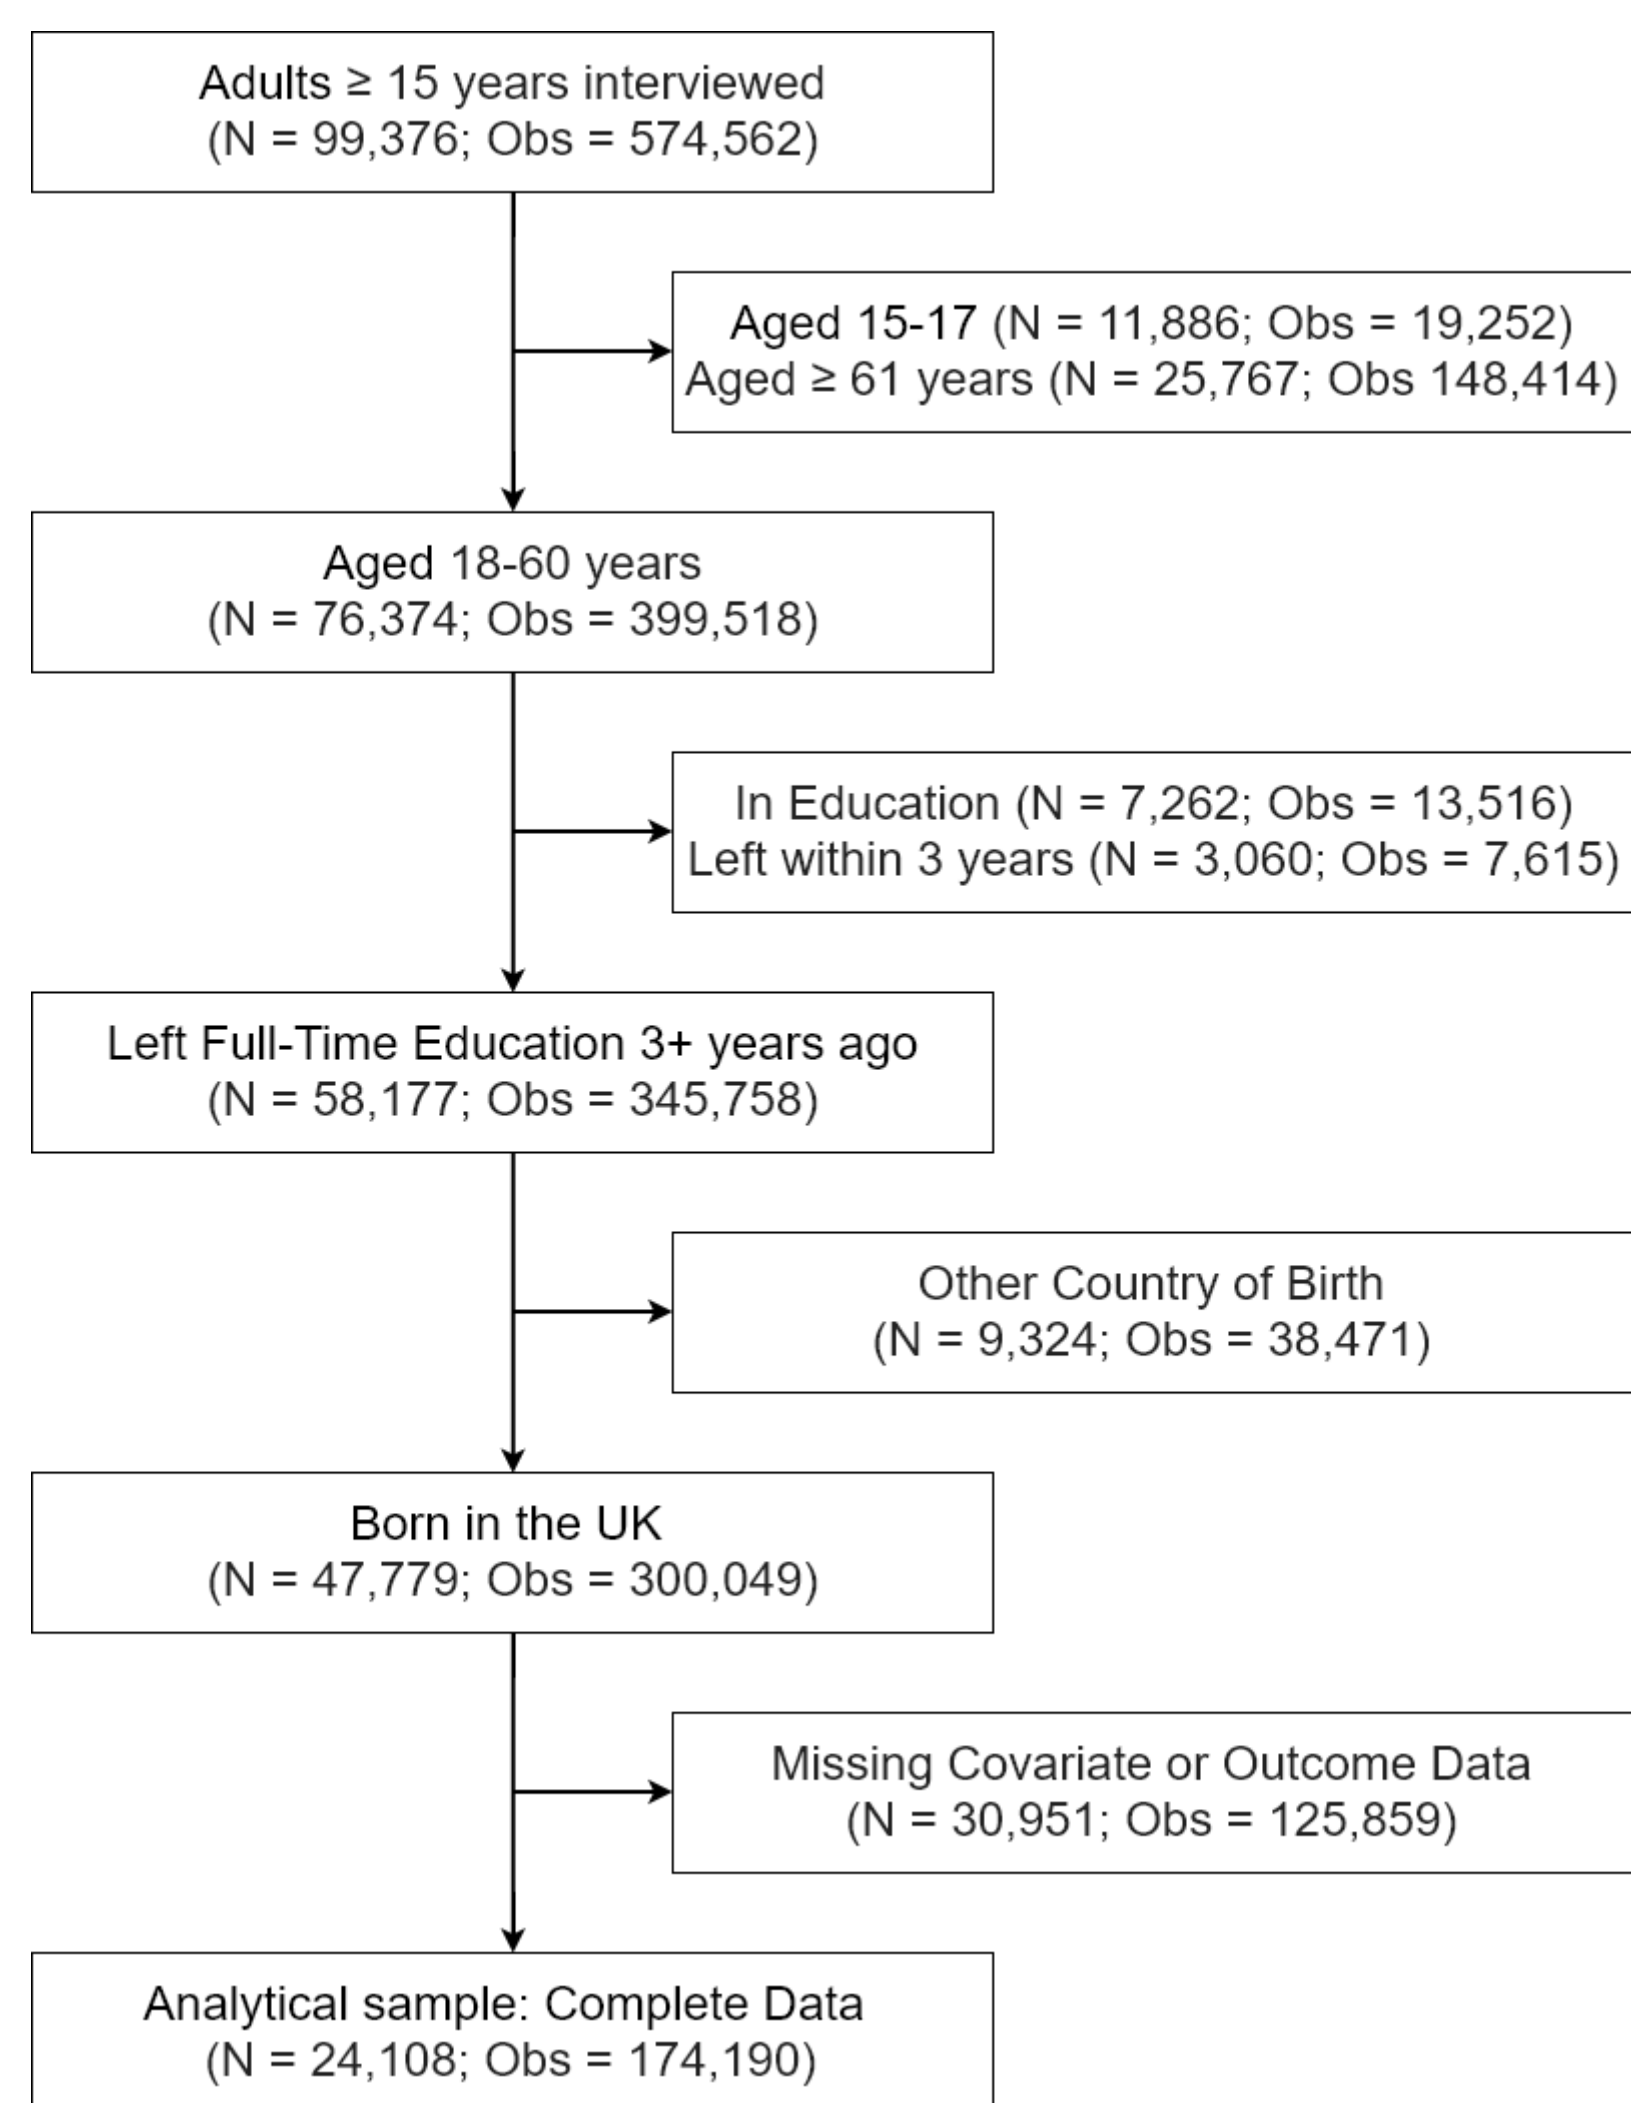 Adults ≥ 15 years interviewed
(N = 99,376; Obs = 574,562)
Aged 15-17 (N = 11,886; Obs = 19,252)
Aged ≥ 61 years (N = 25,767; Obs 148,414)
Aged 18-60 years
(N = 76,374; Obs = 399,518)
In Education (N = 7,262; Obs = 13,516)
Left within 3 years (N = 3,060; Obs = 7,615)
Left Full-Time Education 3+ years ago
(N = 58,177; Obs = 345,758)
Other Country of Birth
(N = 9,324; Obs = 38,471)
Born in the UK
(N = 47,779; Obs = 300,049)
Missing Covariate or Outcome Data
(N = 30,951; Obs = 125,859)
Analytical sample: Complete Data
(N = 24,108; Obs = 174,190)